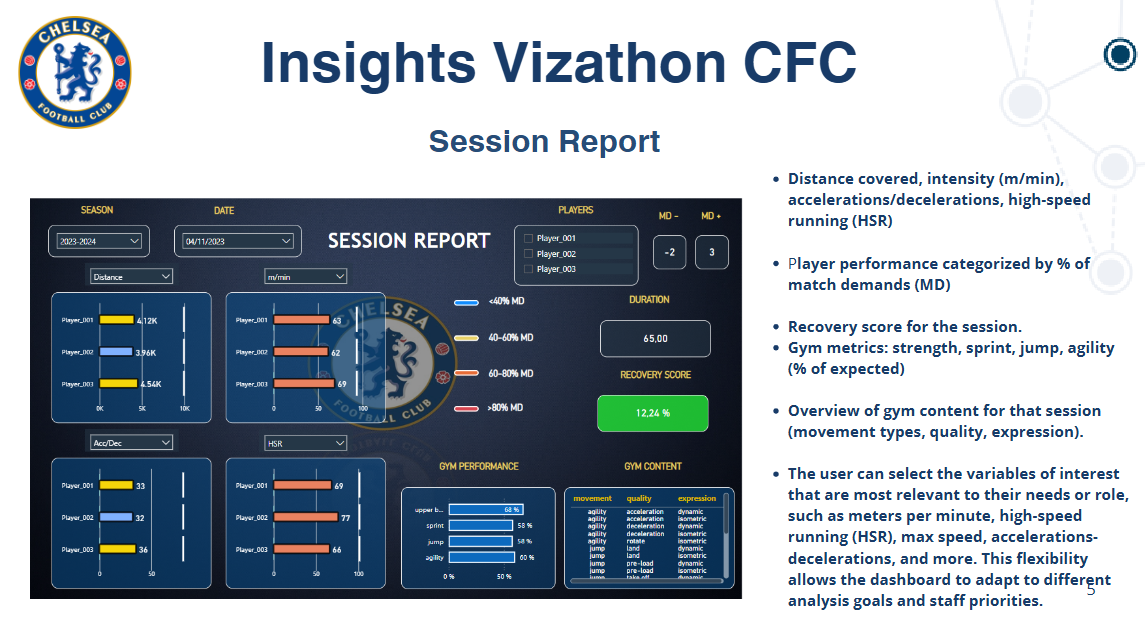 CHELSEA
FOOTBALL CLUB
Insights Vizathon CFC
Session Report
SEASON
DATE
PLAYERS
MD -
MD +
2023-2024
04/11/2023
SESSION REPORT
Player_001
Player_002
Player_003
-2
3
Distance
m/min
Player_001
4.12K
Player_002
3.96K
Player_003
4.54K
0K
5K
10K
Player_001
63
Player_002
62
Player_003
69
0
50
100
CHELSEA
FOOTBALL CLUB
<40% MD
40-60% MD
60-80% MD
>80% MD
DURATION
65,00
RECOVERY SCORE
12,24 %
Acc/Dec
HSR
Player_001
33
Player_002
32
Player_003
36
0
50
Player_001
69
Player_002
77
Player_003
66
0
50
100
GYM PERFORMANCE
upper b...
68 %
sprint
58 %
jump
58 %
agility
60 %
0 %
50 %
GYM CONTENT
movement quality expression
agility acceleration dynamic
agility acceleration isometric
agility deceleration dynamic
agility deceleration isometric
agility rotate isometric
jump land dynamic
jump land isometric
jump pre-load dynamic
jump pre-load isometric
jump take off dynamic
• Distance covered, intensity (m/min),
accelerations/decelerations, high-speed
running (HSR)
• Player performance categorized by % of
match demands (MD)
• Recovery score for the session.
• Gym metrics: strength, sprint, jump, agility
(% of expected)
• Overview of gym content for that session
(movement types, quality, expression).
• The user can select the variables of interest
that are most relevant to their needs or role,
such as meters per minute, high-speed
running (HSR), max speed, accelerations-
decelerations, and more. This flexibility
allows the dashboard to adapt to different
analysis goals and staff priorities.
5